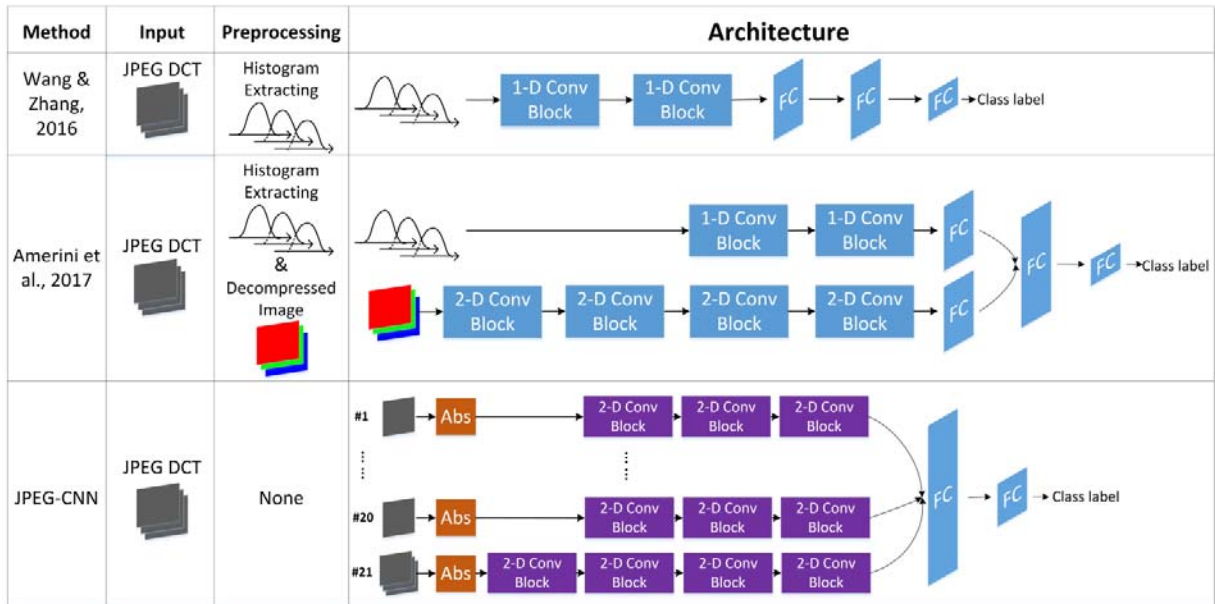 Method Input Preprocessing Architecture
Wang &
Zhang,
2016
JPEG DCT
Histogram
Extracting
1-D Conv
Block
1-D Conv
Block
FC
FC
FC
Class label
Amerini
et al., 2017
JPEG DCT
Histogram
Extracting
&
Decompressed
Image
1-D Conv
Block
1-D Conv
Block
FC
2-D Conv
Block
2-D Conv
Block
2-D Conv
Block
2-D Conv
Block
FC
FC
FC
Class label
JPEG-CNN
JPEG DCT
None
#1
Abs
2-D Conv
Block
2-D Conv
Block
2-D Conv
Block
#20
Abs
2-D Conv
Block
2-D Conv
Block
2-D Conv
Block
#21
Abs
2-D Conv
Block
2-D Conv
Block
2-D Conv
Block
2-D Conv
Block
FC
FC
Class label